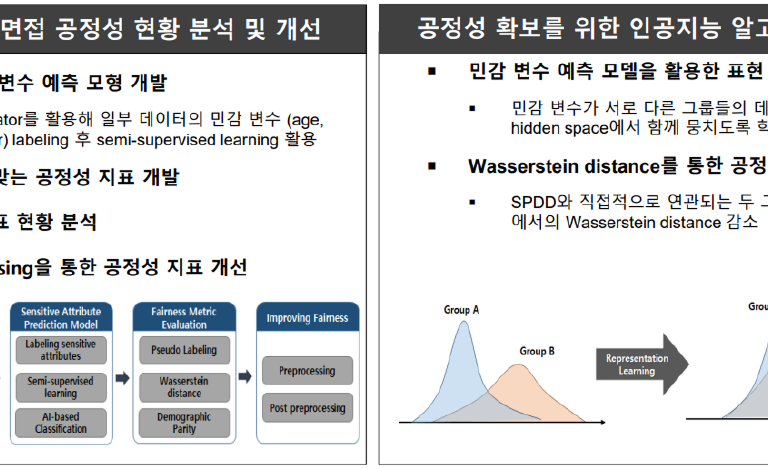 면접 공정성 현황 분석 및 개선
변수 예측 모형 개발
ator를 활용해 일부 데이터의 민감 변수 (age,
r) labeling 후 semi-supervised learning 활용
맞는 공정성 지표 개발
표 현황 분석
sing을 통한 공정성 지표 개선
Sensitive Attribute
Prediction Model
Labeling sensitive
attributes
Semi-supervised
learning
AI-based
Classification
Fairness Metric
Evaluation
Pseudo Labeling
Wasserstein
distance
Demographic
Parity
Improving Fairness
Preprocessing
Post preprocessing
공정성 확보를 위한 인공지능 알고
민감 변수 예측 모델을 활용한 표현
민감 변수가 서로 다른 그룹들의 데
hidden space에서 함께 뭉치도록 학
Wasserstein distance를 통한 공정
SPDD와 직접적으로 연관되는 두 그
에서의 Wasserstein distance 감소
Group A
Group B
Representation
Learning
Grou